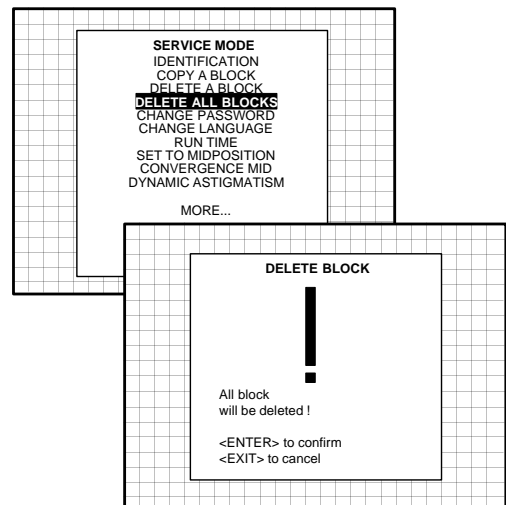 SERVICE MODE
IDENTIFICATION
COPY A BLOCK
DELETE A BLOCK
DELETE ALL BLOCKS
CHANGE PASSWORD
CHANGE LANGUAGE
RUN TIME
SET TO MIDPOSITION
CONVERGENCE MID
DYNAMIC ASTIGMATISM
MORE...
DELETE BLOCK
!
All block
will be deleted !
<ENTER> to confirm
<EXIT> to cancel